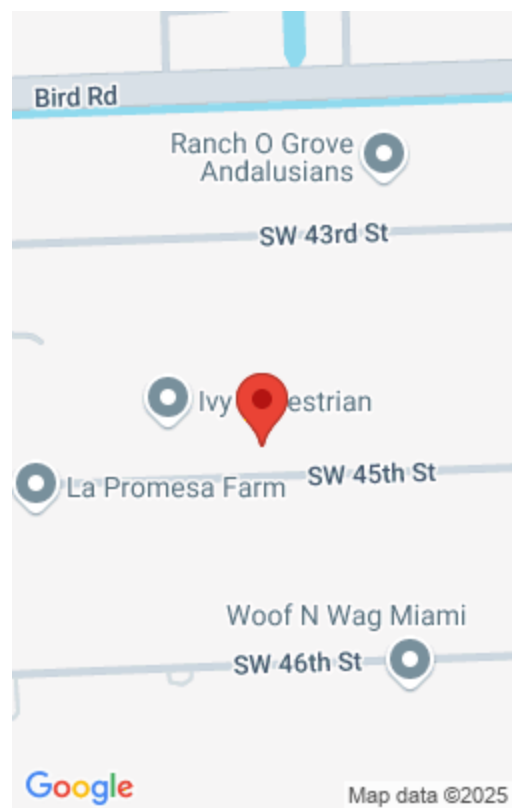 Bird Rd
Ranch O Grove
Andalusians
SW 43rd St
Ivy estrian
SW 45th St
La Promesa Farm
Woof N Wag Miami
SW 46th St
Google
Map data ©2025